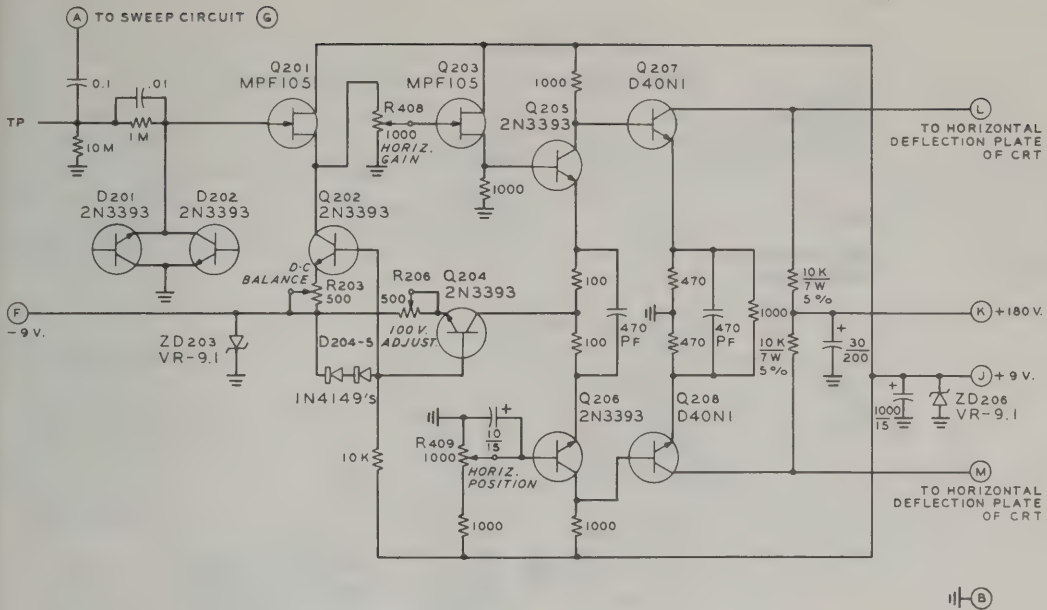 A TO SWEEP CIRCUIT G
0.1
.01
TP
10M
1M
Q201
MPF105
R408
1000
HORIZ.
GAIN
Q203
MPF105
1000
1000
Q205
2N3393
Q207
D40N1
L
TO HORIZONTAL
DEFLECTION PLATE
OF CRT
D201
2N3393
D202
2N3393
Q202
2N3393
D-C
BALANCE
R203
500
R206
500
100 V.
ADJUST.
Q204
2N3393
100
100
470
PF
470
470
470
PF
1000
10K
7W
5%
10K
7W
5%
K +180V.
30
200
F
-9 V.
ZD203
VR-9.1
D204-5
1N4149'S
J +9V.
1000
15
ZD206
VR-9.1
10K
R409
1000
10
15
HORIZ.
POSITION
1000
Q206
2N3393
1000
Q208
D40N1
M
TO HORIZONTAL
DEFLECTION PLATE
OF CRT
B